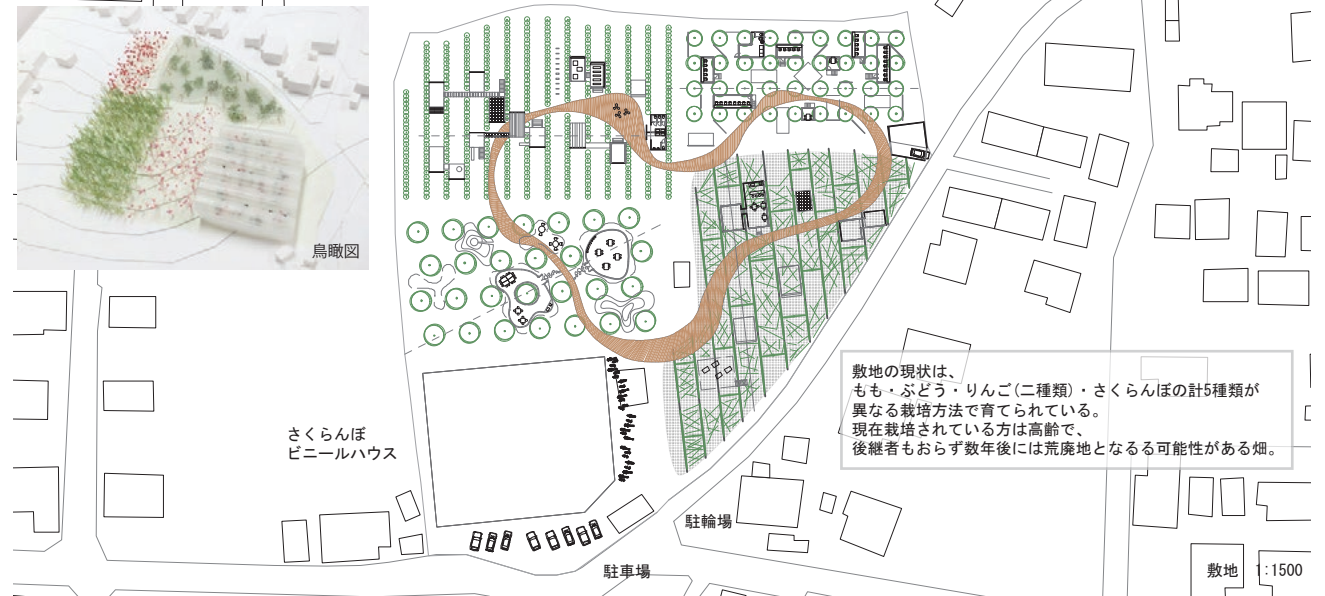 鳥瞰図
さくらんぼ
ビニールハウス
敷地の現状は、
もも・ぶどう・りんご(二種類)・さくらんぼの計5種類が
異なる栽培方法で育てられている。
現在栽培されている方は高齢で、
後継者もおらず数年後には荒廃地となるる可能性がある畑。
駐輪場
駐車場
敷地 1:1500